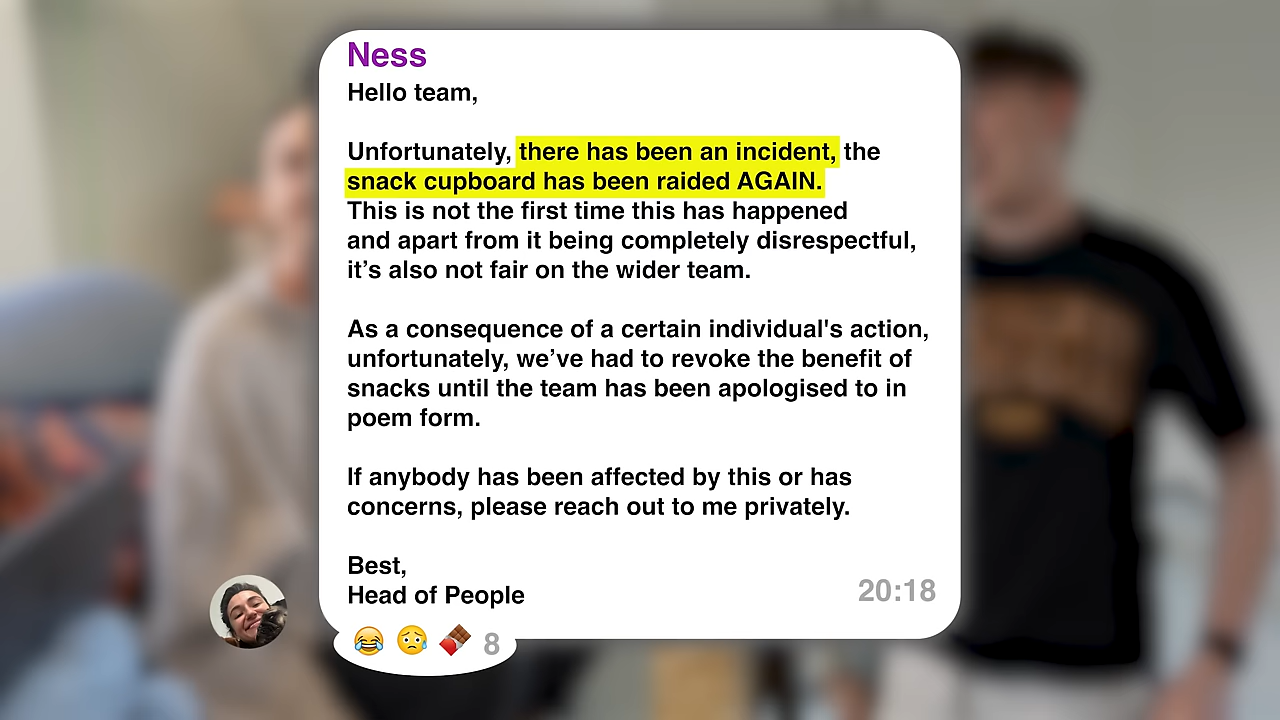 Ness
Hello team,
Unfortunately, there has been an incident, the
snack cupboard has been raided AGAIN.
This is not the first time this has happened
and apart from it being completely disrespectful,
it’s also not fair on the wider team.
As a consequence of a certain individual's action,
unfortunately, we’ve had to revoke the benefit of
snacks until the team has been apologised to in
poem form.
If anybody has been affected by this or has
concerns, please reach out to me privately.
Best,
Head of People
20:18
8